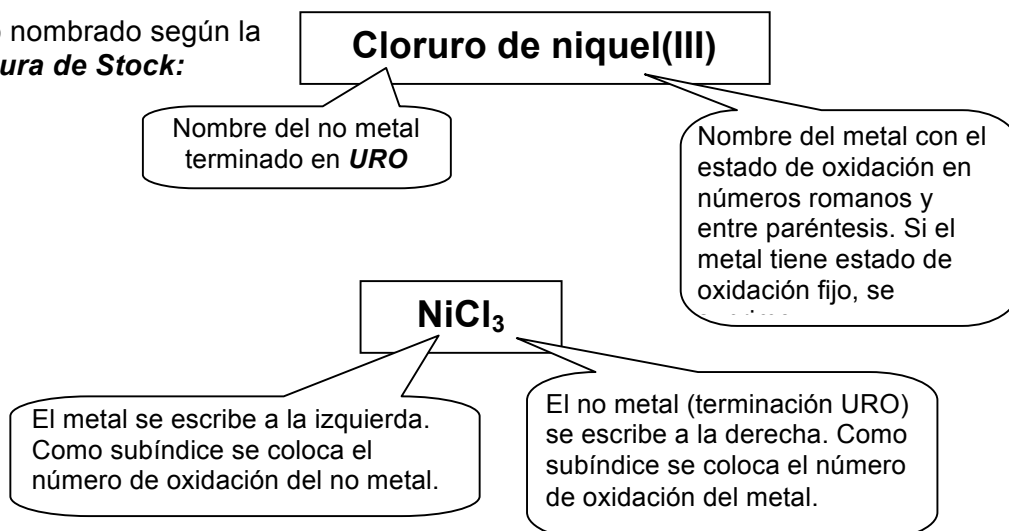 nombrado según la
ura de Stock:
Cloruro de niquel(III)
Nombre del no metal
terminado en URO
Nombre del metal con el
estado de oxidación en
números romanos y
entre paréntesis. Si el
metal tiene estado de
oxidación fijo, se
NiCl₃
El metal se escribe a la izquierda.
Como subíndice se coloca el
número de oxidación del no metal.
El no metal (terminación URO)
se escribe a la derecha. Como
subíndice se coloca el número
de oxidación del metal.